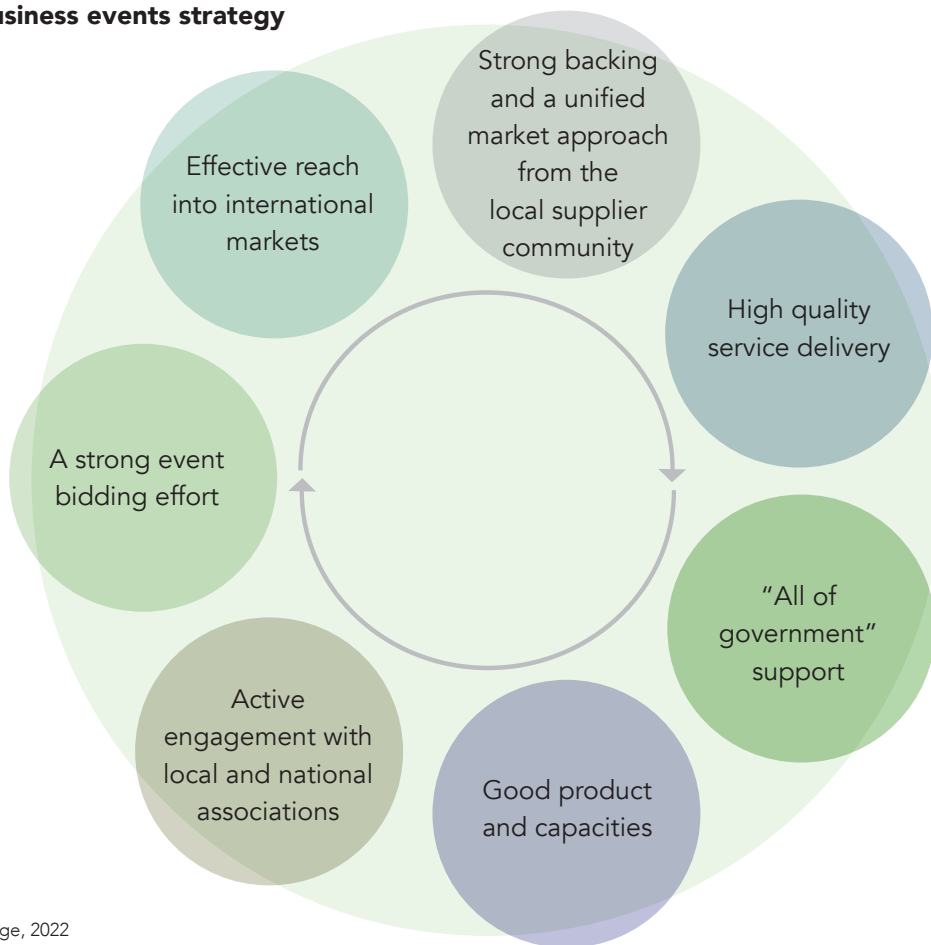 usiness events strategy
Strong backing
and a unified
market approach
from the
local supplier
community
Effective reach
into international
markets
High quality
service delivery
A strong event
bidding effort
“All of
government”
support
Active
engagement with
local and national
associations
Good product
and capacities
ge, 2022